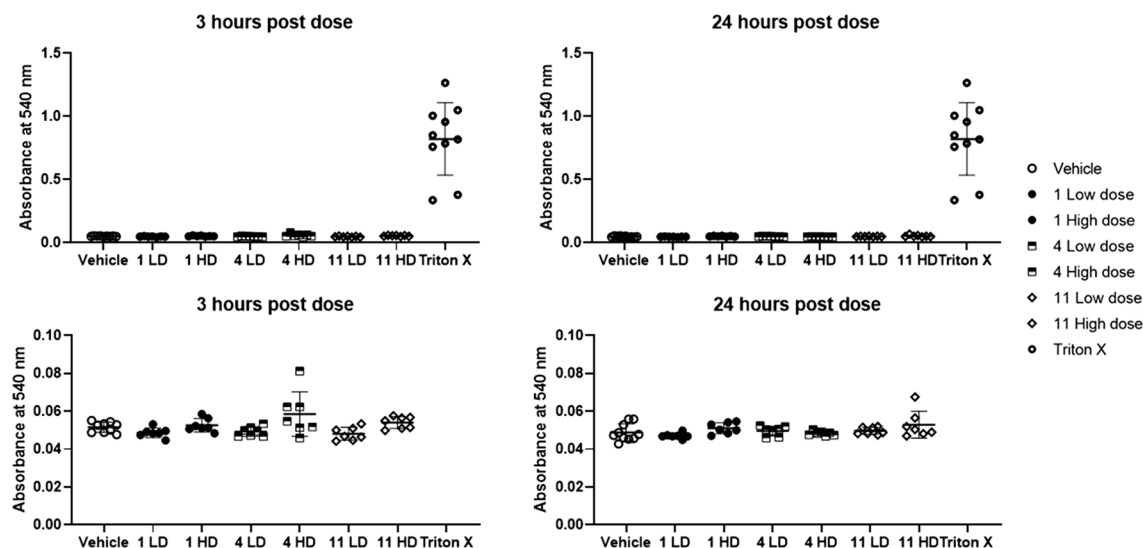 3 hours post dose
Absorbance at 540 nm
1.5
1.0
0.5
0.0
Vehicle 1 LD 1 HD 4 LD 4 HD 11 LD 11 HD Triton X
24 hours post dose
Absorbance at 540 nm
1.5
1.0
0.5
0.0
Vehicle 1 LD 1 HD 4 LD 4 HD 11 LD 11 HD Triton X
Vehicle
1 Low dose
1 High dose
4 Low dose
4 High dose
11 Low dose
11 High dose
Triton X
3 hours post dose
Absorbance at 540 nm
0.10
0.08
0.06
0.04
0.02
0.00
Vehicle 1 LD 1 HD 4 LD 4 HD 11 LD 11 HD Triton X
24 hours post dose
Absorbance at 540 nm
0.10
0.08
0.06
0.04
0.02
0.00
Vehicle 1 LD 1 HD 4 LD 4 HD 11 LD 11 HD Triton X